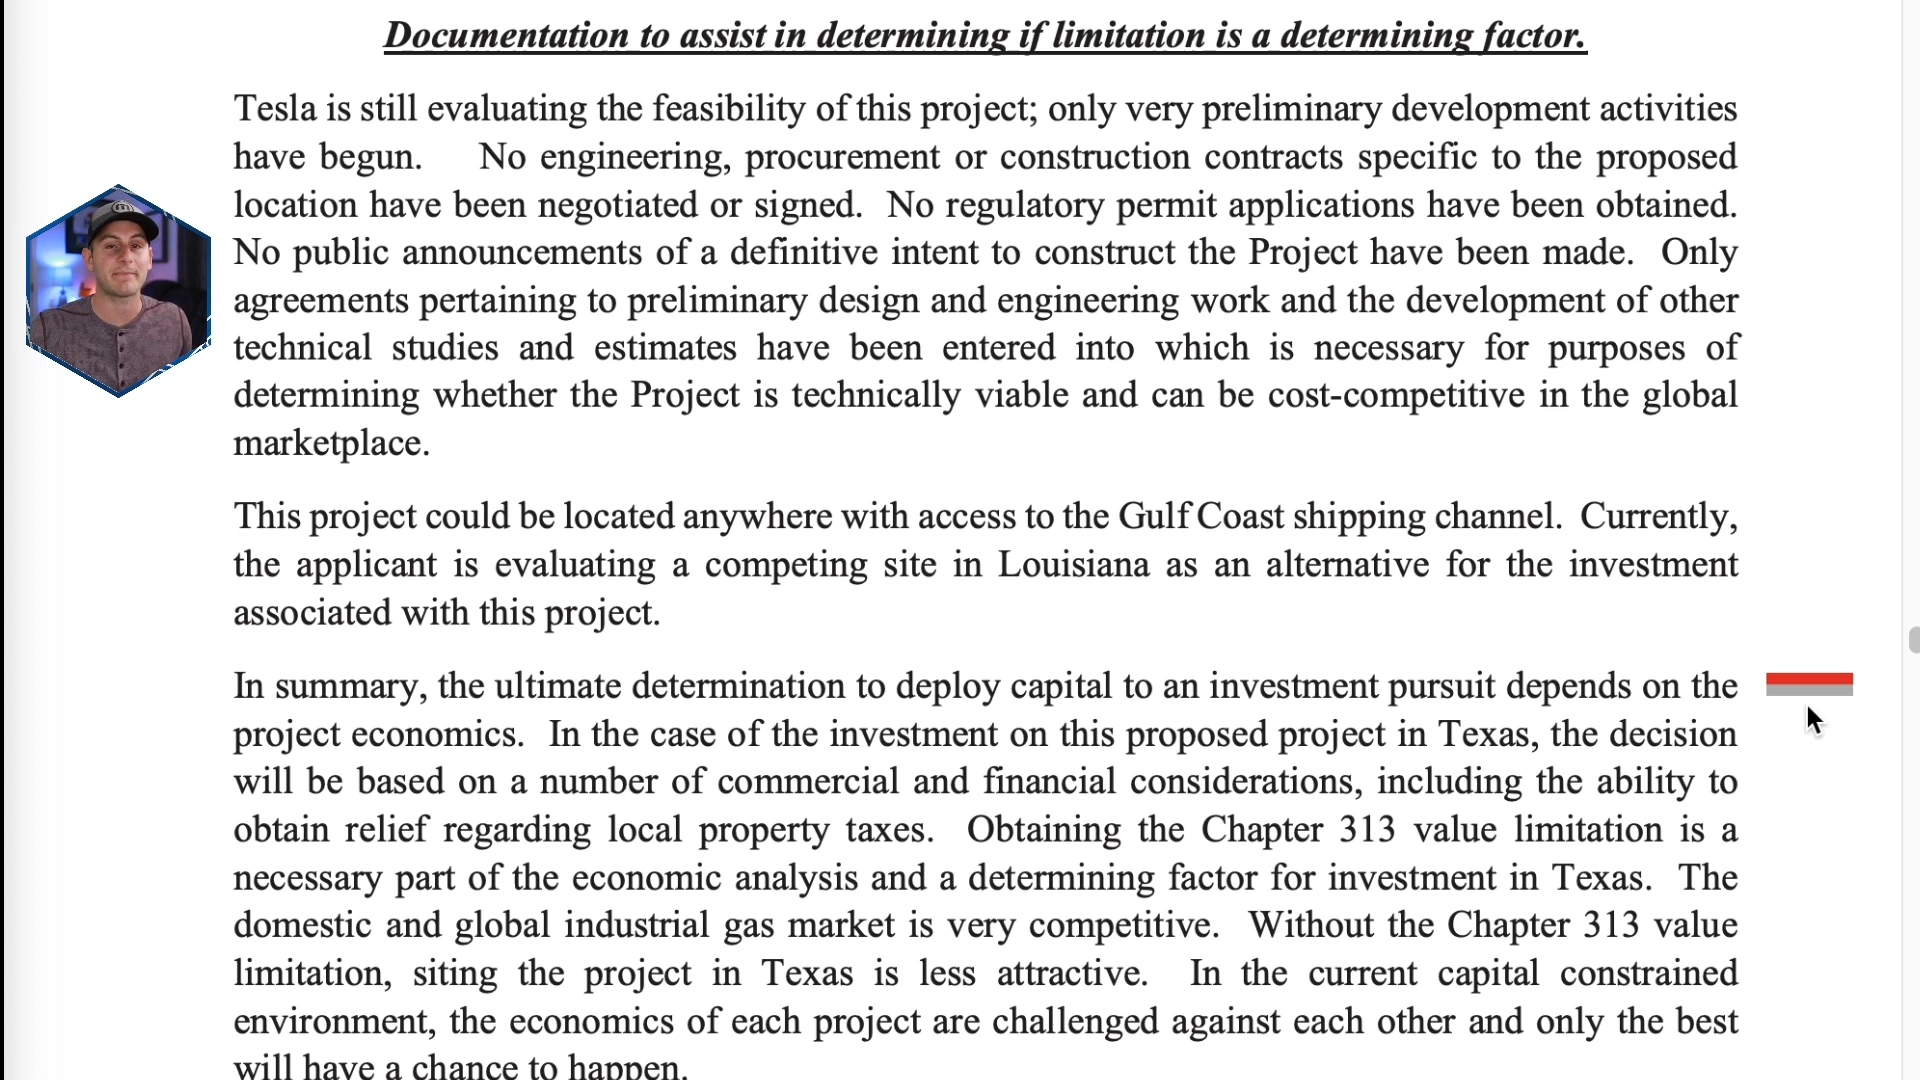 Documentation to assist in determining if limitation is a determining factor.
Tesla is still evaluating the feasibility of this project; only very preliminary development activities
have begun. No engineering, procurement or construction contracts specific to the proposed
location have been negotiated or signed. No regulatory permit applications have been obtained.
No public announcements of a definitive intent to construct the Project have been made. Only
agreements pertaining to preliminary design and engineering work and the development of other
technical studies and estimates have been entered into which is necessary for purposes of
determining whether the Project is technically viable and can be cost-competitive in the global
marketplace.
This project could be located anywhere with access to the Gulf Coast shipping channel. Currently,
the applicant is evaluating a competing site in Louisiana as an alternative for the investment
associated with this project.
In summary, the ultimate determination to deploy capital to an investment pursuit depends on the
project economics. In the case of the investment on this proposed project in Texas, the decision
will be based on a number of commercial and financial considerations, including the ability to
obtain relief regarding local property taxes. Obtaining the Chapter 313 value limitation is a
necessary part of the economic analysis and a determining factor for investment in Texas. The
domestic and global industrial gas market is very competitive. Without the Chapter 313 value
limitation, siting the project in Texas is less attractive. In the current capital constrained
environment, the economics of each project are challenged against each other and only the best
will have a chance to happen.